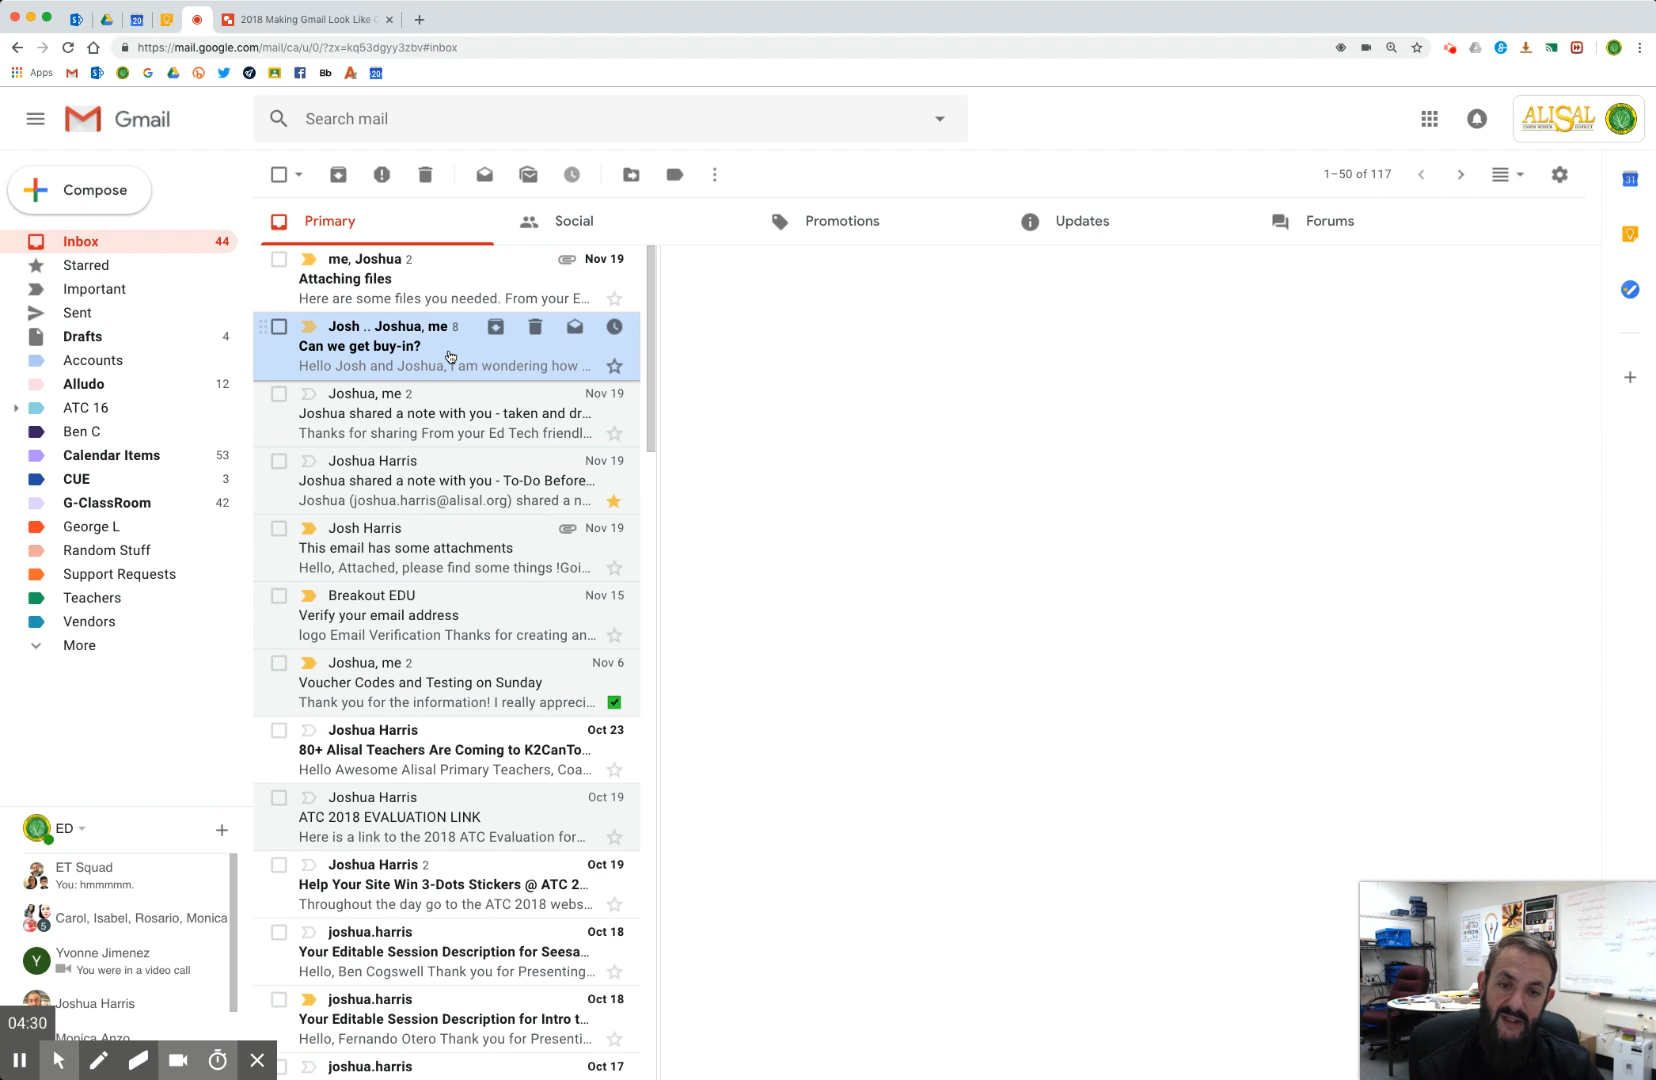 2018 Making Gmail Look Like
https://mail.google.com/mail/ca/u/0/?zx=kq53dgyy3zbv#inbox
Apps
Bb
20
Gmail
Search mail
ALISAL
UNION SCHOOL DISTRICT
Compose
1–50 of 117
31
Primary
Social
Promotions
Updates
Forums
Inbox 44
Starred
Important
Sent
Drafts 4
Accounts
Alludo 12
ATC 16
Ben C
Calendar Items 53
CUE 3
G-ClassRoom 42
George L
Random Stuff
Support Requests
Teachers
Vendors
More
me, Joshua 2 Nov 19
Attaching files
Here are some files you needed. From your E...
Josh .. Joshua, me 8
Can we get buy-in?
Hello Josh and Joshua, I am wondering how ...
Joshua, me 2 Nov 19
Joshua shared a note with you - taken and dr...
Thanks for sharing From your Ed Tech friendl...
Joshua Harris Nov 19
Joshua shared a note with you - To-Do Before...
Joshua (joshua.harris@alisal.org) shared a n...
Josh Harris Nov 19
This email has some attachments
Hello, Attached, please find some things !Goi...
Breakout EDU Nov 15
Verify your email address
logo Email Verification Thanks for creating an...
Joshua, me 2 Nov 6
Voucher Codes and Testing on Sunday
Thank you for the information! I really appreci...
Joshua Harris Oct 23
80+ Alisal Teachers Are Coming to K2CanTo...
Hello Awesome Alisal Primary Teachers, Coa...
Joshua Harris Oct 19
ATC 2018 EVALUATION LINK
Here is a link to the 2018 ATC Evaluation for...
Joshua Harris 2 Oct 19
Help Your Site Win 3-Dots Stickers @ ATC 2...
Throughout the day go to the ATC 2018 webs...
joshua.harris Oct 18
Your Editable Session Description for Seesa...
Hello, Ben Cogswell Thank you for Presenting...
joshua.harris Oct 18
Your Editable Session Description for Intro t...
Hello, Fernando Otero Thank you for Presenti...
joshua.harris Oct 17
ED
ET Squad
You: hmmmmm.
Carol, Isabel, Rosario, Monica
5
Y
Yvonne Jimenez
You were in a video call
Joshua Harris
Monica Anzo
04:30